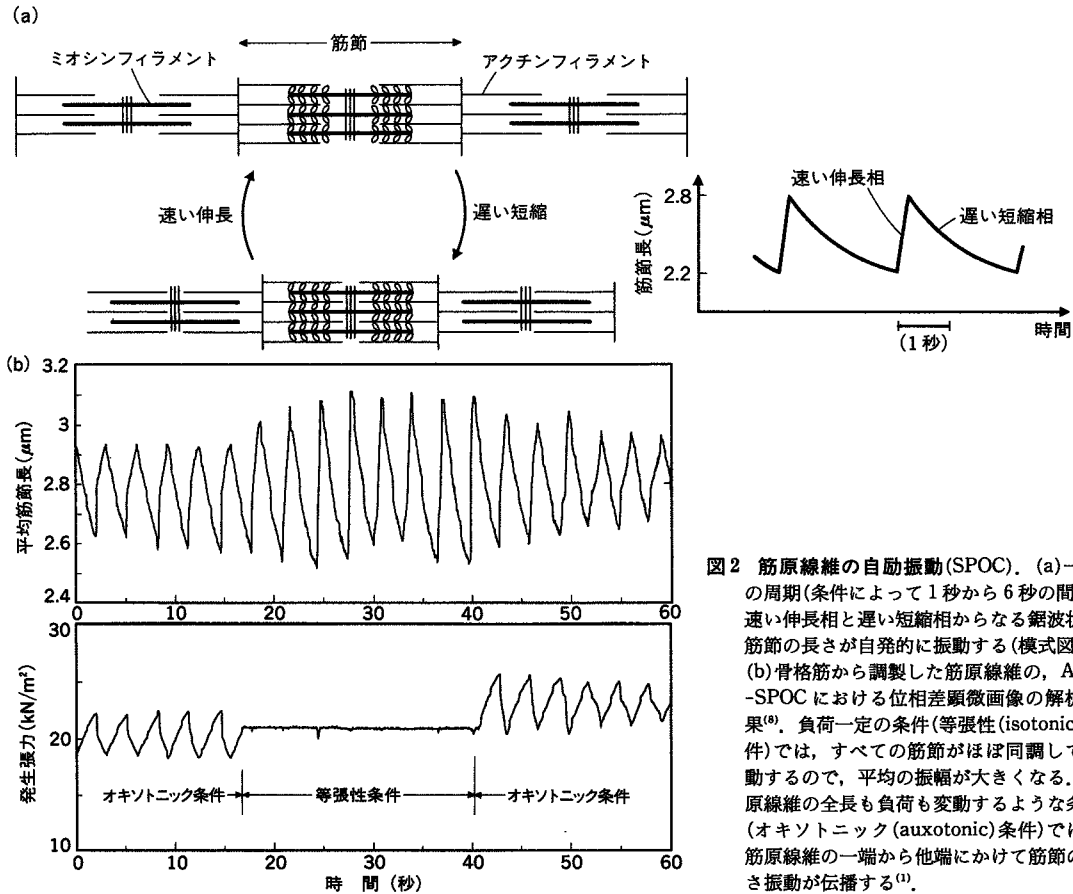 (a)
筋節
ミオシンフィラメント
アクチンフィラメント
速い伸長
遅い短縮
筋節長(μm)
2.8
2.2
速い伸長相
遅い短縮相
(1秒)
時間
(b)
平均筋節長(μm)
3.2
3
2.8
2.6
2.4
0 10 20 30 40 50 60
発生張力(kN/m²)
30
20
10
オキソトニック条件
等張性条件
オキソトニック条件
0 10 20 30 40 50 60
時 間(秒)
図2 筋原線維の自励振動(SPOC).(a)一
の周期(条件によって1秒から6秒の間
速い伸長相と遅い短縮相からなる鋸波状
筋節の長さが自発的に振動する(模式図
(b)骨格筋から調製した筋原線維の,A
-SPOCにおける位相差顕微画像の解析
果⁽⁸⁾.負荷一定の条件(等張性(isotonic
件)では,すべての筋節がほぼ同調して
動するので,平均の振幅が大きくなる.
原線維の全長も負荷も変動するような条
(オキソトニック(auxotonic)条件)では
筋原線維の一端から他端にかけて筋節の
さ振動が伝播する⁽¹⁾.